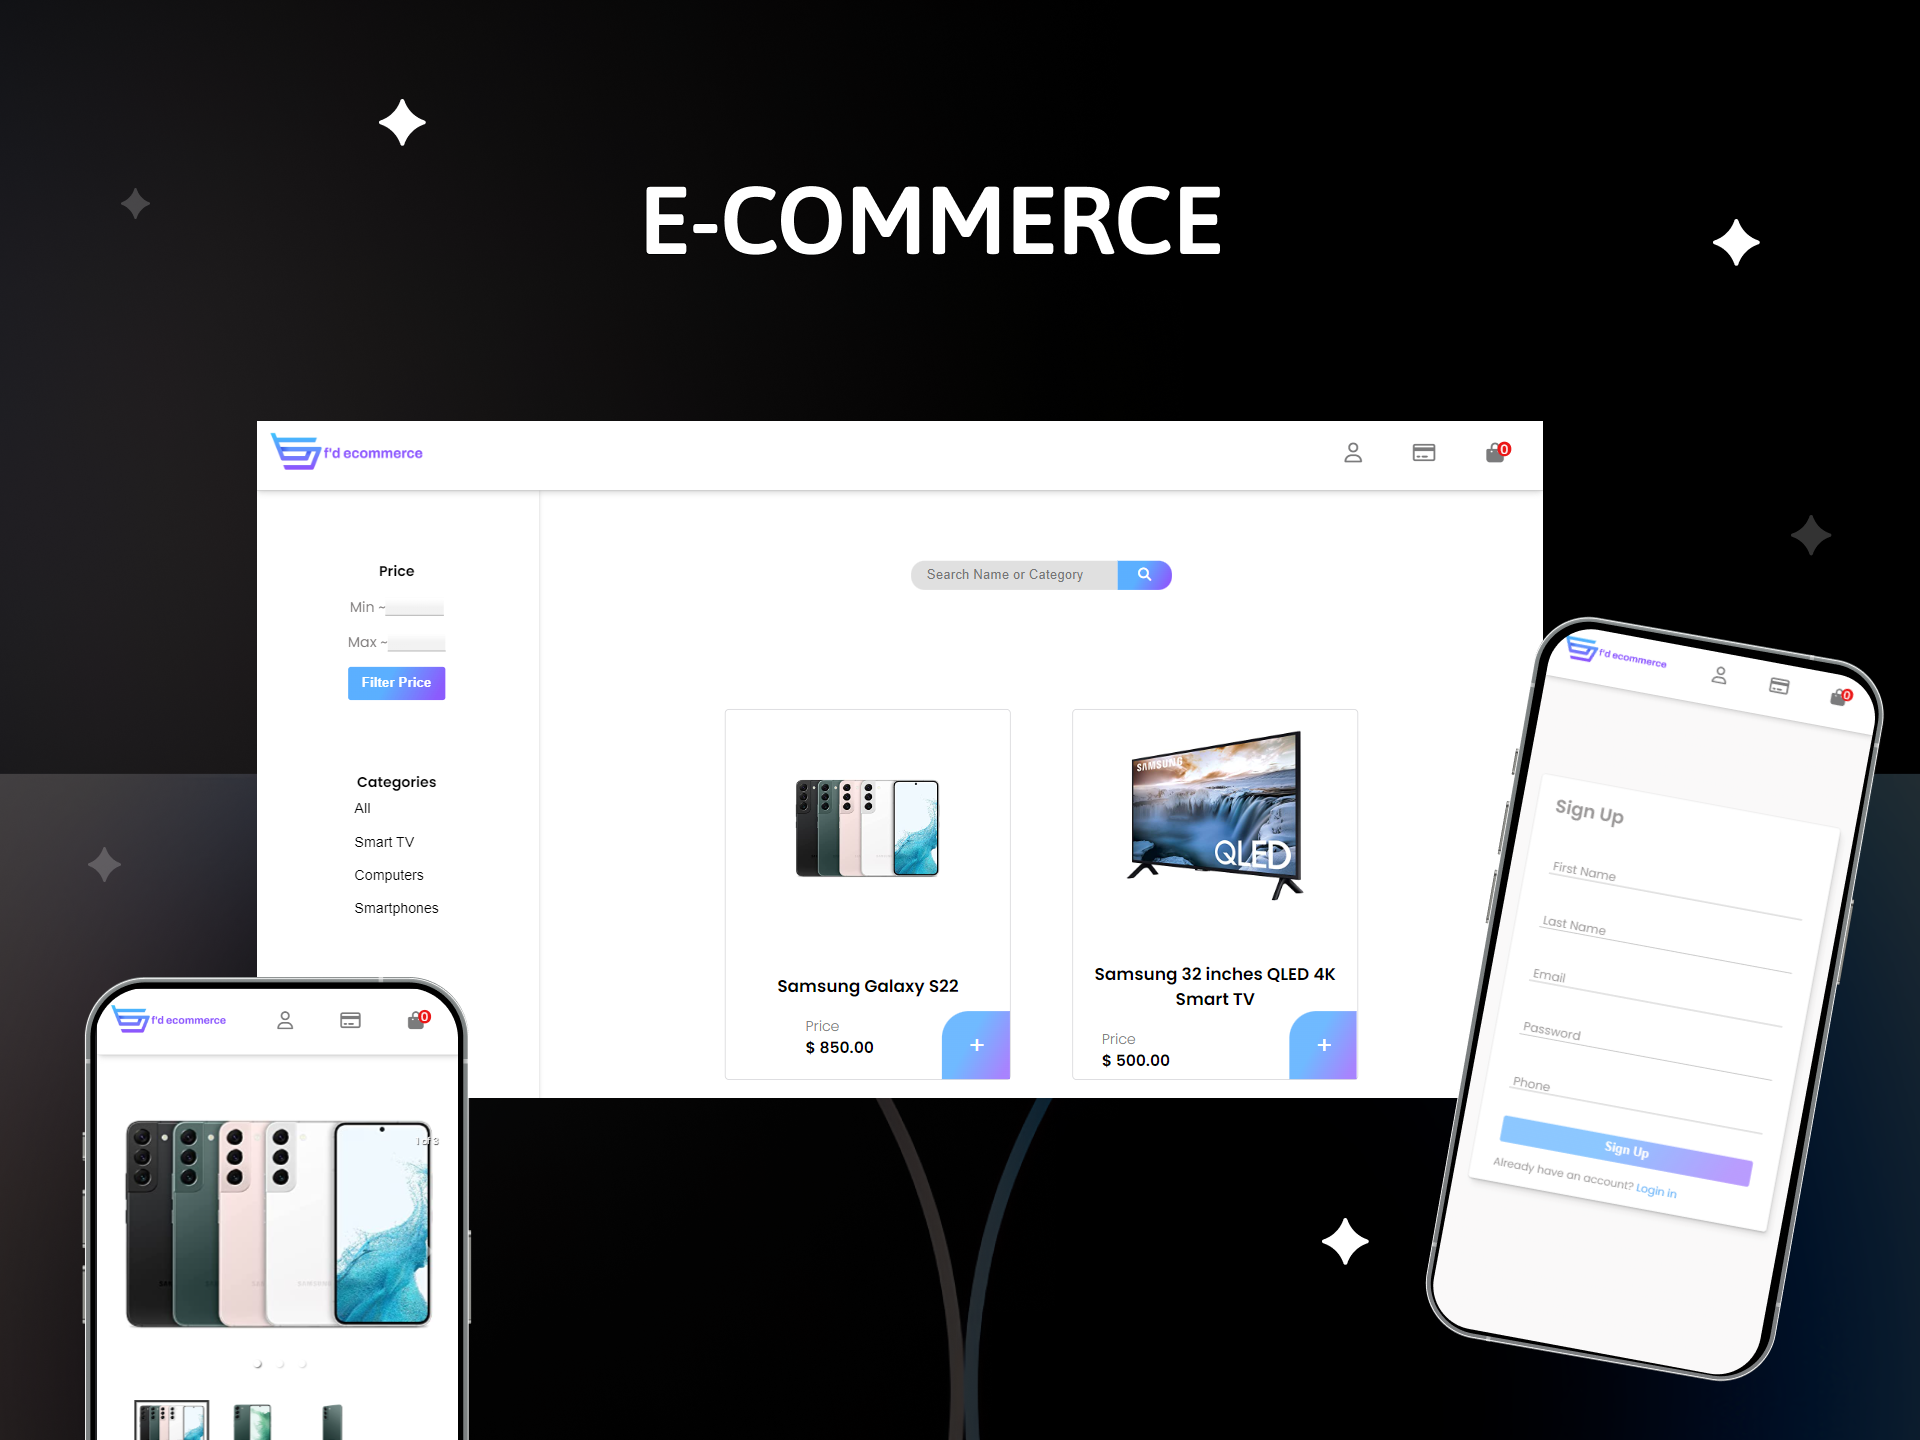 E-COMMERCE
f'd ecommerce
0
Price
Min ~
Max ~
Filter Price
Categories
All
Smart TV
Computers
Smartphones
Search Name or Category
Samsung Galaxy S22
Price
$ 850.00
+
SAMSUNG
QLED
Samsung 32 inches QLED 4K
Smart TV
Price
$ 500.00
+
f'd ecommerce
0
1 of 3
f'd ecommerce
0
Sign Up
First Name
Last Name
Email
Password
Phone
Sign Up
Already have an account? Login in